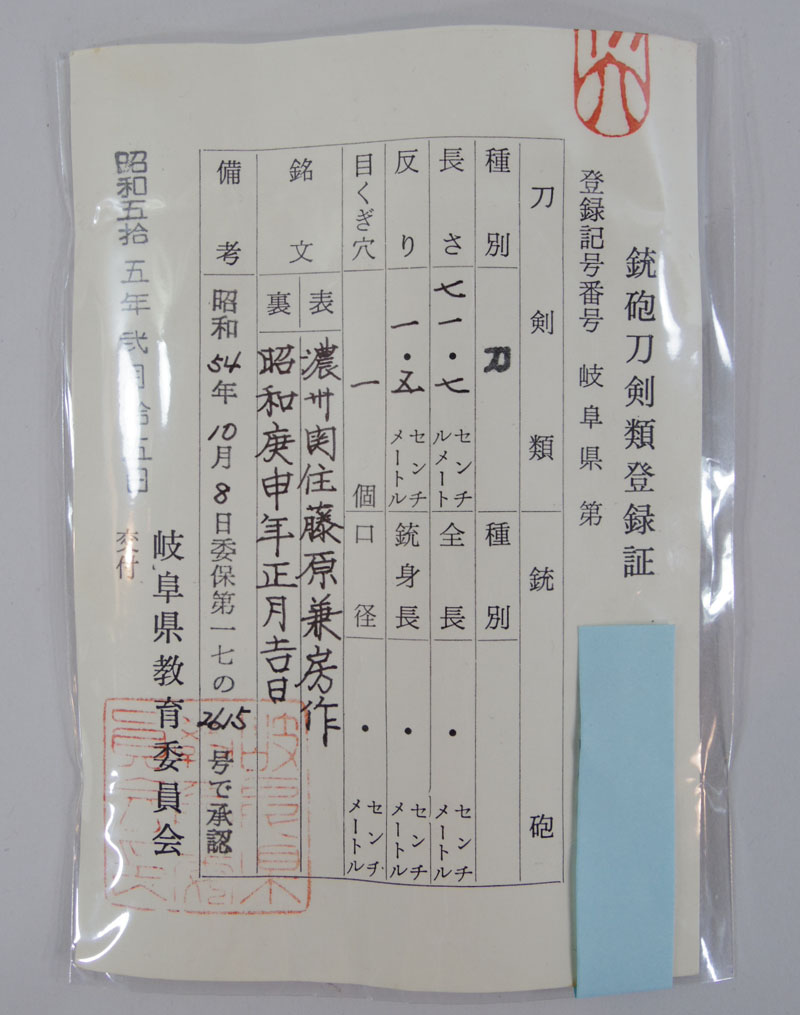 銃砲刀剣類登録証
登録記号番号 岐阜県 第
刀剣類
銃砲
種別 刀
種別
長さ 七一・七 センチメートル
全長 ・ センチメートル
反り 一・五 センチメートル
銃身長 ・ センチメートル
目くぎ穴 一 個
口径 ・ センチメートル
銘文
表 濃州関住藤原兼房作
裏 昭和庚申年正月吉日
備考 昭和54年10月8日委保第一七の2615号で承認
昭和五拾五年弐月拾五日 交付
岐阜県教育委員会